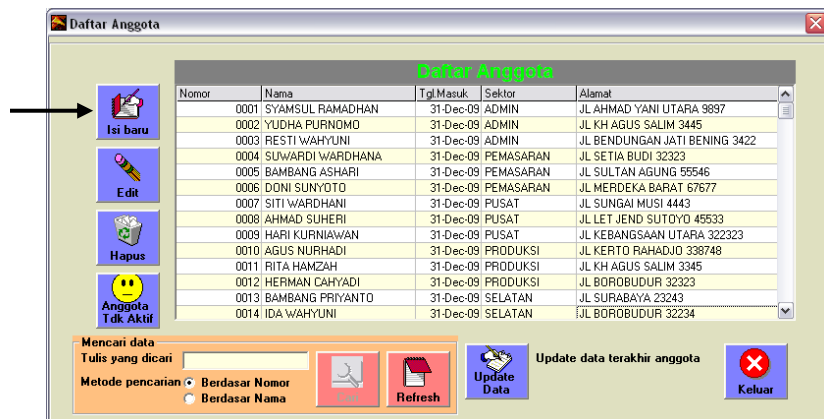 Daftar Anggota
Daftar Anggota
Nomor Nama Tgl.Masuk Sektor Alamat
0001 SYAMSUL RAMADHAN 31-Dec-09 ADMIN JL AHMAD YANI UTARA 9897
0002 YUDHA PURNOMO 31-Dec-09 ADMIN JL KH AGUS SALIM 3445
0003 RESTI WAHYUNI 31-Dec-09 ADMIN JL BENDUNGAN JATI BENING 3422
0004 SUWARDI WARDHANA 31-Dec-09 PEMASARAN JL SETIA BUDI 32323
0005 BAMBANG ASHARI 31-Dec-09 PEMASARAN JL SULTAN AGUNG 55546
0006 DONI SUNYOTO 31-Dec-09 PEMASARAN JL MERDEKA BARAT 67677
0007 SITI WARDHANI 31-Dec-09 PUSAT JL SUNGAI MUSI 4443
0008 AHMAD SUHERI 31-Dec-09 PUSAT JL LET JEND SUTOYO 45533
0009 HARI KURNIAWAN 31-Dec-09 PUSAT JL KEBANGSAAN UTARA 322323
0010 AGUS NURHADI 31-Dec-09 PRODUKSI JL KERTO RAHADJO 338748
0011 RITA HAMZAH 31-Dec-09 PRODUKSI JL KH AGUS SALIM 3345
0012 HERMAN CAHYADI 31-Dec-09 PRODUKSI JL BOROBUDUR 32323
0013 BAMBANG PRIYANTO 31-Dec-09 SELATAN JL SURABAYA 23243
0014 IDA WAHYUNI 31-Dec-09 SELATAN JL BOROBUDUR 32234
Isi baru
Edit
Hapus
Anggota
Tdk Aktif
Mencari data
Tulis yang dicari
Metode pencarian Berdasar Nomor
Berdasar Nama
Cari
Refresh
Update
Data
Update data terakhir anggota
Keluar